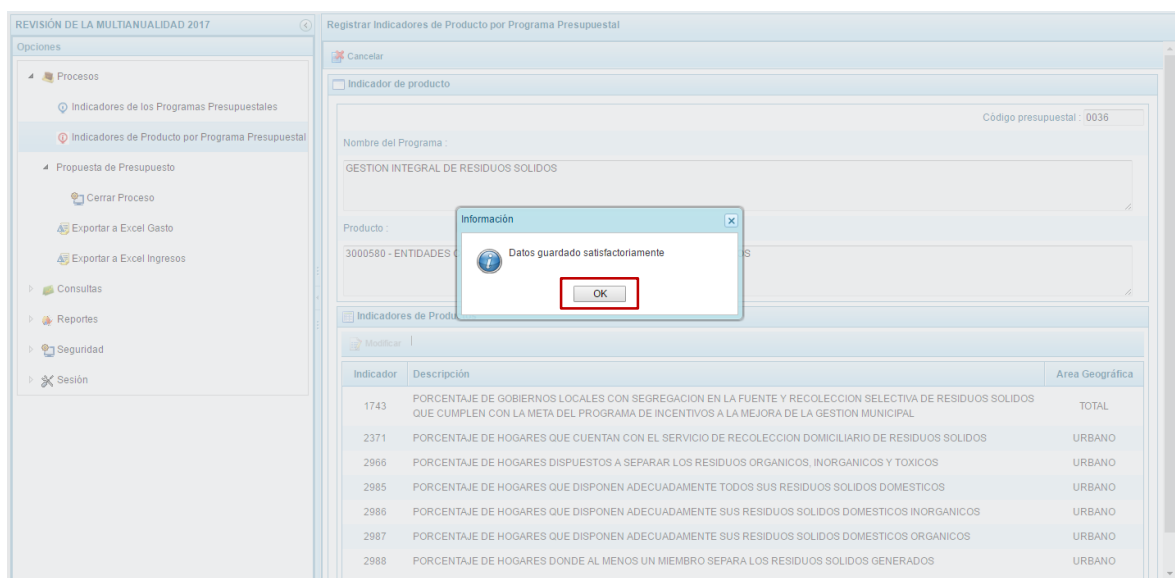 REVISIÓN DE LA MULTIANUALIDAD 2017
Opciones
Procesos
Indicadores de los Programas Presupuestales
Indicadores de Producto por Programa Presupuestal
Propuesta de Presupuesto
Cerrar Proceso
Exportar a Excel Gasto
Exportar a Excel Ingresos
Consultas
Reportes
Seguridad
Sesión
Registrar Indicadores de Producto por Programa Presupuestal
Cancelar
Indicador de producto
Código presupuestal : 0036
Nombre del Programa :
GESTION INTEGRAL DE RESIDUOS SOLIDOS
Producto :
3000580 - ENTIDADES
Información
Datos guardado satisfactoriamente
OK
Indicadores de
Modificar
Indicador Descripción Area Geográfica
1743 PORCENTAJE DE GOBIERNOS LOCALES CON SEGREGACION EN LA FUENTE Y RECOLECCION SELECTIVA DE RESIDUOS SOLIDOS
QUE CUMPLEN CON LA META DEL PROGRAMA DE INCENTIVOS A LA MEJORA DE LA GESTION MUNICIPAL TOTAL
2371 PORCENTAJE DE HOGARES QUE CUENTAN CON EL SERVICIO DE RECOLECCION DOMICILIARIO DE RESIDUOS SOLIDOS URBANO
2966 PORCENTAJE DE HOGARES DISPUESTOS A SEPARAR LOS RESIDUOS ORGANICOS, INORGANICOS Y TOXICOS URBANO
2985 PORCENTAJE DE HOGARES QUE DISPONEN ADECUADAMENTE TODOS SUS RESIDUOS SOLIDOS DOMESTICOS URBANO
2986 PORCENTAJE DE HOGARES QUE DISPONEN ADECUADAMENTE SUS RESIDUOS SOLIDOS DOMESTICOS INORGANICOS URBANO
2987 PORCENTAJE DE HOGARES QUE DISPONEN ADECUADAMENTE SUS RESIDUOS SOLIDOS DOMESTICOS ORGANICOS URBANO
2988 PORCENTAJE DE HOGARES DONDE AL MENOS UN MIEMBRO SEPARA LOS RESIDUOS SOLIDOS GENERADOS URBANO